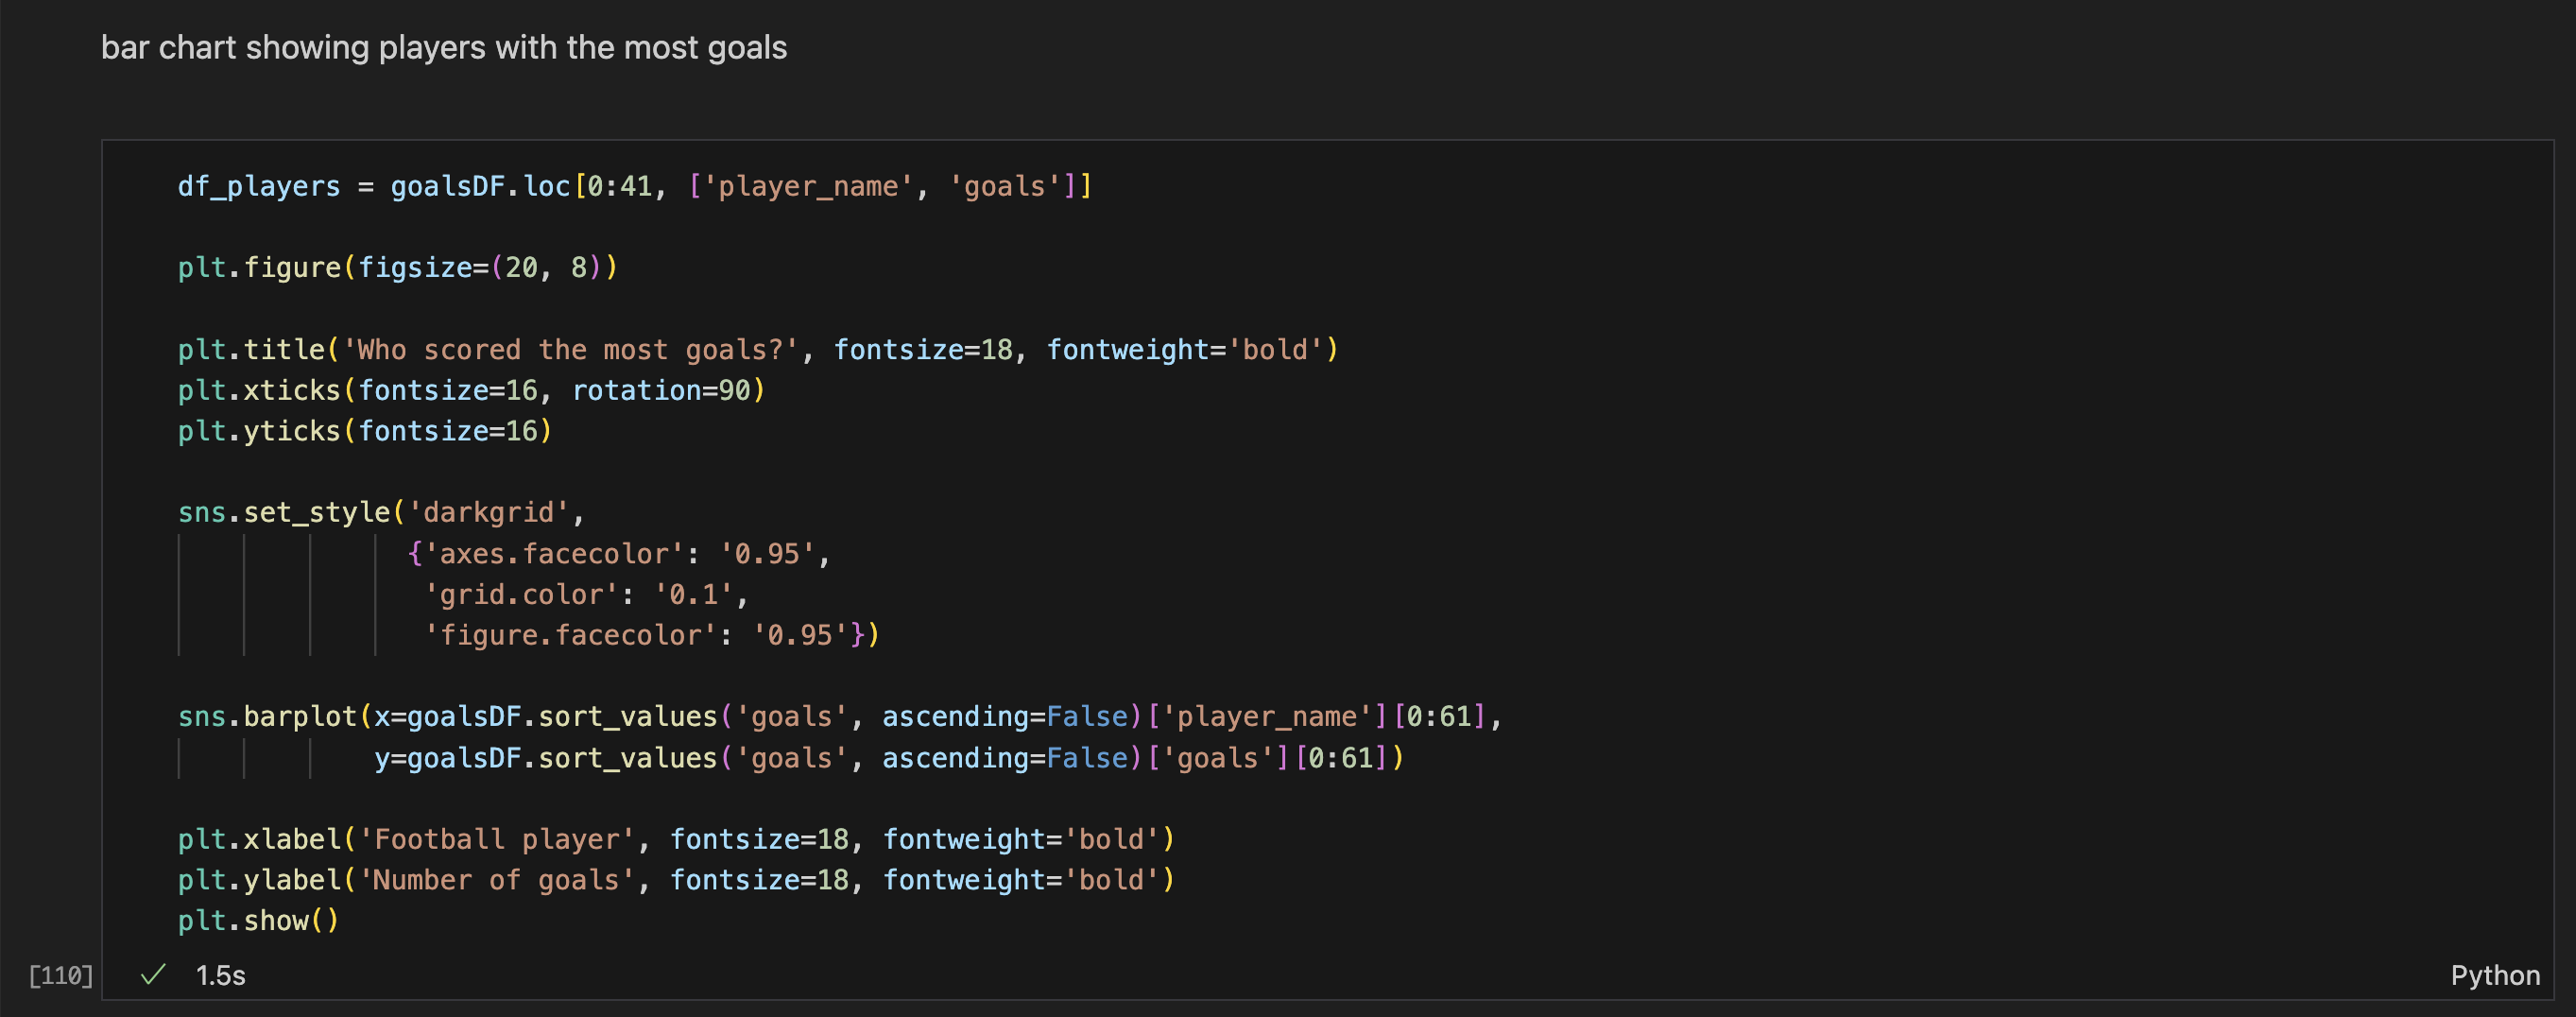 bar chart showing players with the most goals
df_players = goalsDF.loc[0:41, ['player_name', 'goals']]
plt.figure(figsize=(20, 8))
plt.title('Who scored the most goals?', fontsize=18, fontweight='bold')
plt.xticks(fontsize=16, rotation=90)
plt.yticks(fontsize=16)
sns.set_style('darkgrid',
{'axes.facecolor': '0.95',
'grid.color': '0.1',
'figure.facecolor': '0.95'})
sns.barplot(x=goalsDF.sort_values('goals', ascending=False)['player_name'][0:61],
y=goalsDF.sort_values('goals', ascending=False)['goals'][0:61])
plt.xlabel('Football player', fontsize=18, fontweight='bold')
plt.ylabel('Number of goals', fontsize=18, fontweight='bold')
plt.show()
[110] ✓ 1.5s Python